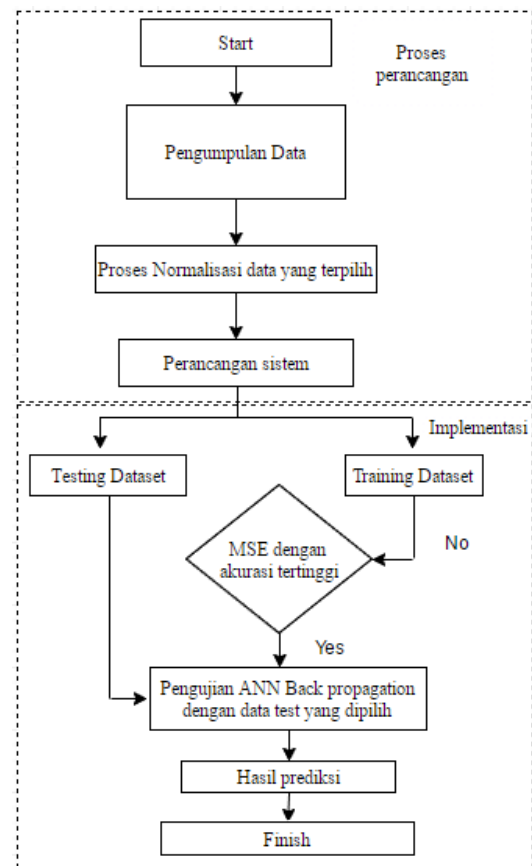 Start
Proses
perancangan
Pengumpulan Data
Proses Normalisasi data yang terpilih
Perancangan sistem
Implementasi
Testing Dataset
Training Dataset
MSE dengan
akurasi tertinggi
No
Yes
Pengujian ANN Back propagation
dengan data test yang dipilih
Hasil prediksi
Finish